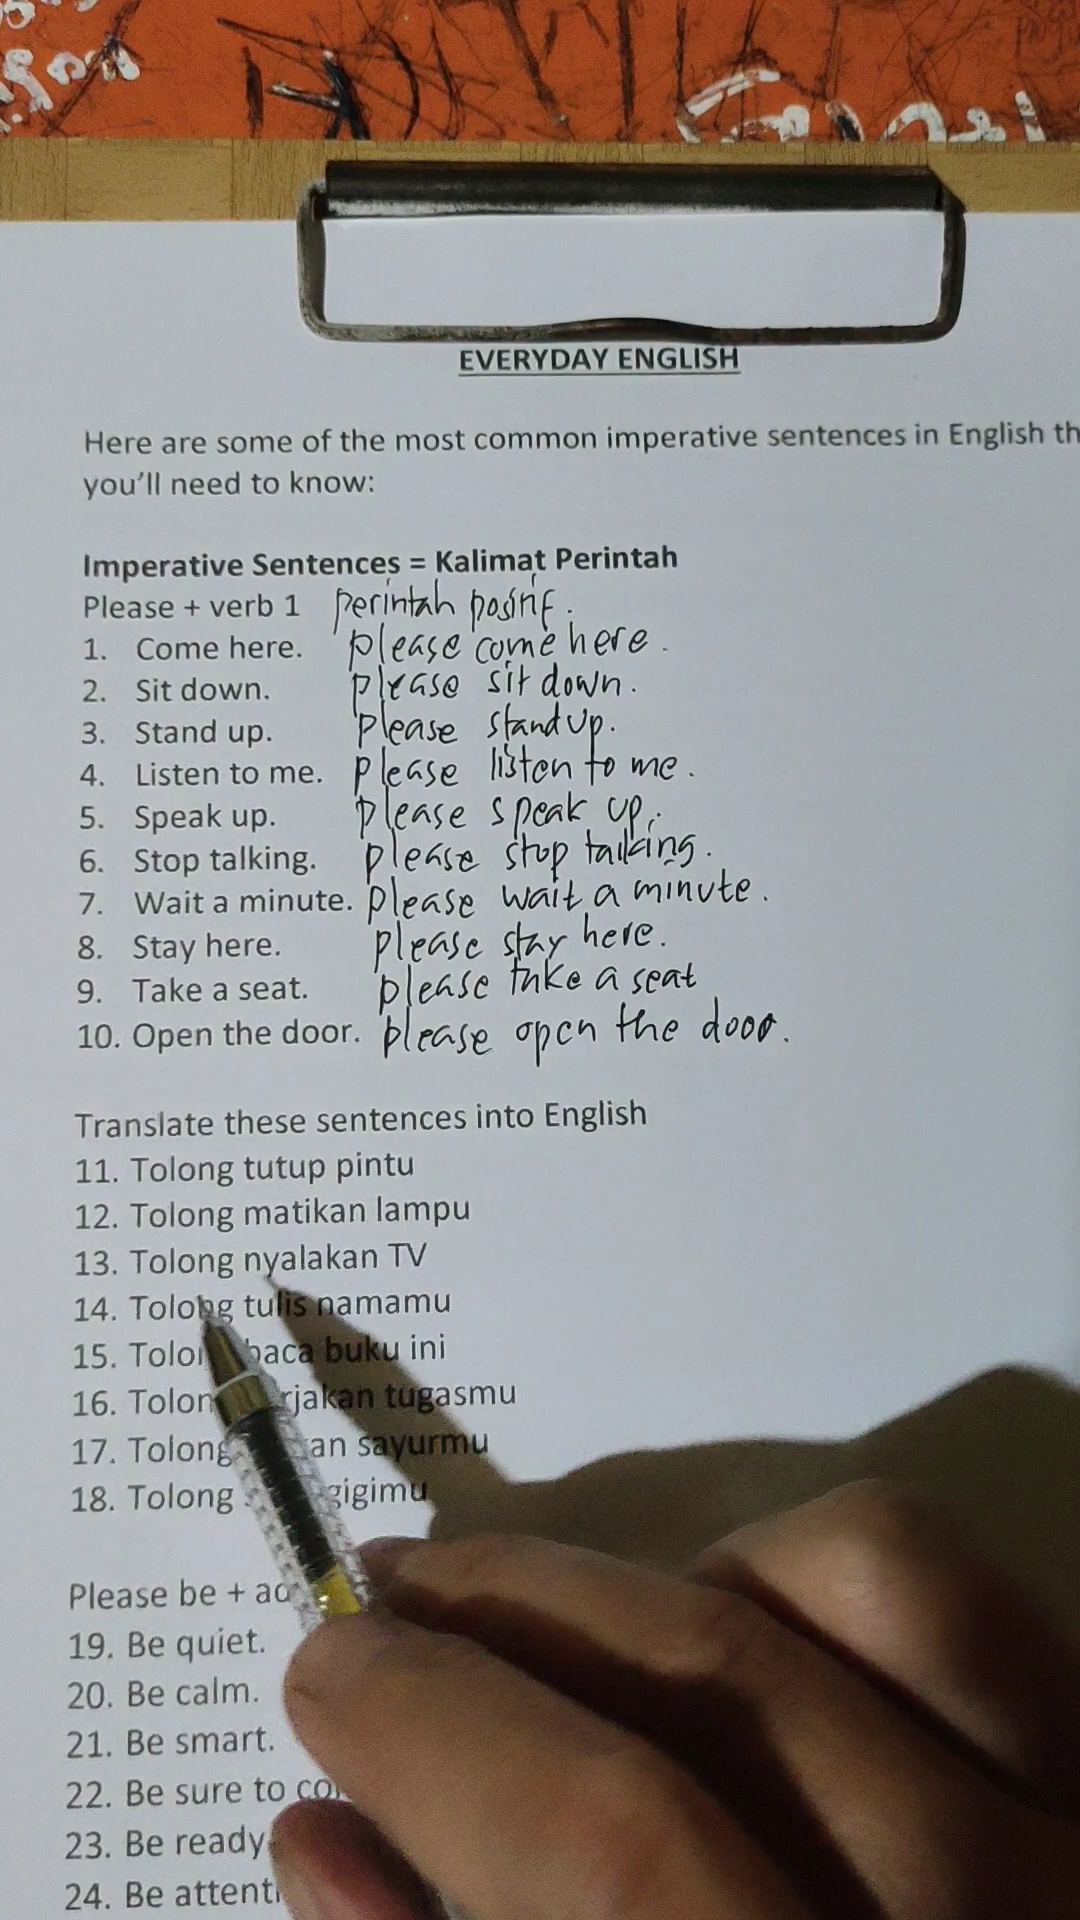 EVERYDAY ENGLISH
Here are some of the most common imperative sentences in English th
you'll need to know:
Imperative Sentences = Kalimat Perintah
Please + verb 1 perintah positif.
1. Come here. please come here.
2. Sit down. please sit down.
3. Stand up. please stand up.
4. Listen to me. please listen to me.
5. Speak up. please speak up.
6. Stop talking. please stop talking.
7. Wait a minute. please wait a minute.
8. Stay here. please stay here.
9. Take a seat. please take a seat
10. Open the door. please open the door.
Translate these sentences into English
11. Tolong tutup pintu
12. Tolong matikan lampu
13. Tolong nyalakan TV
14. Tolong tulis namamu
15. Tolon baca buku ini
16. Tolon rjakan tugasmu
17. Tolong an sayurmu
18. Tolong gigimu
Please be + ad
19. Be quiet.
20. Be calm.
21. Be smart.
22. Be sure to co
23. Be ready
24. Be attenti